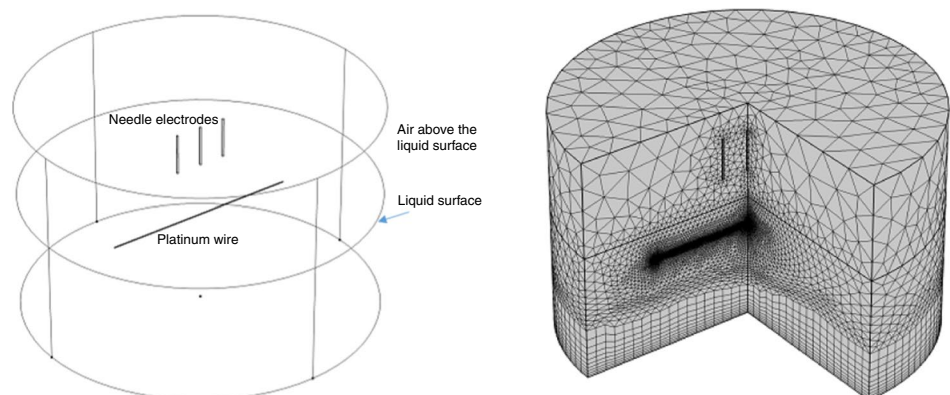 Needle electrodes
Air above the
liquid surface
Liquid surface
Platinum wire